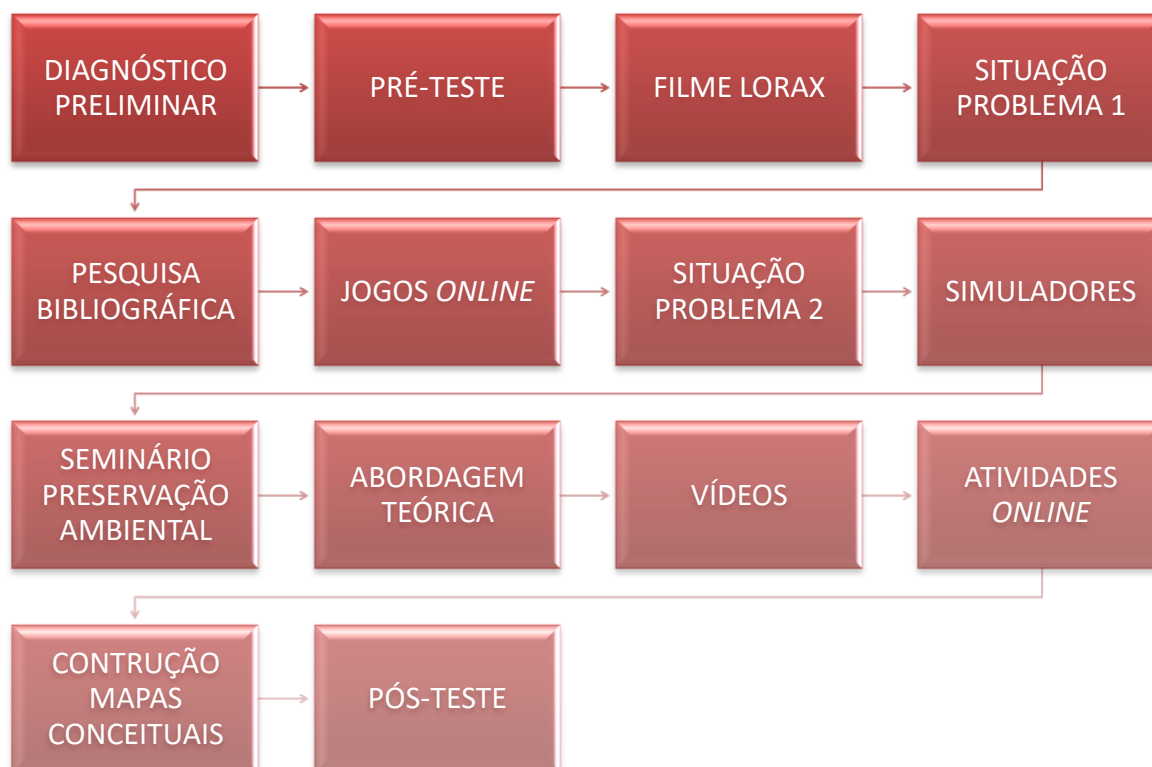 DIAGNÓSTICO
PRELIMINAR
PRÉ-TESTE
FILME LORAX
SITUAÇÃO
PROBLEMA 1
PESQUISA
BIBLIOGRÁFICA
JOGOS ONLINE
SITUAÇÃO
PROBLEMA 2
SIMULADORES
SEMINÁRIO
PRESERVAÇÃO
AMBIENTAL
ABORDAGEM
TEÓRICA
VÍDEOS
ATIVIDADES
ONLINE
CONTRUÇÃO
MAPAS
CONCEITUAIS
PÓS-TESTE